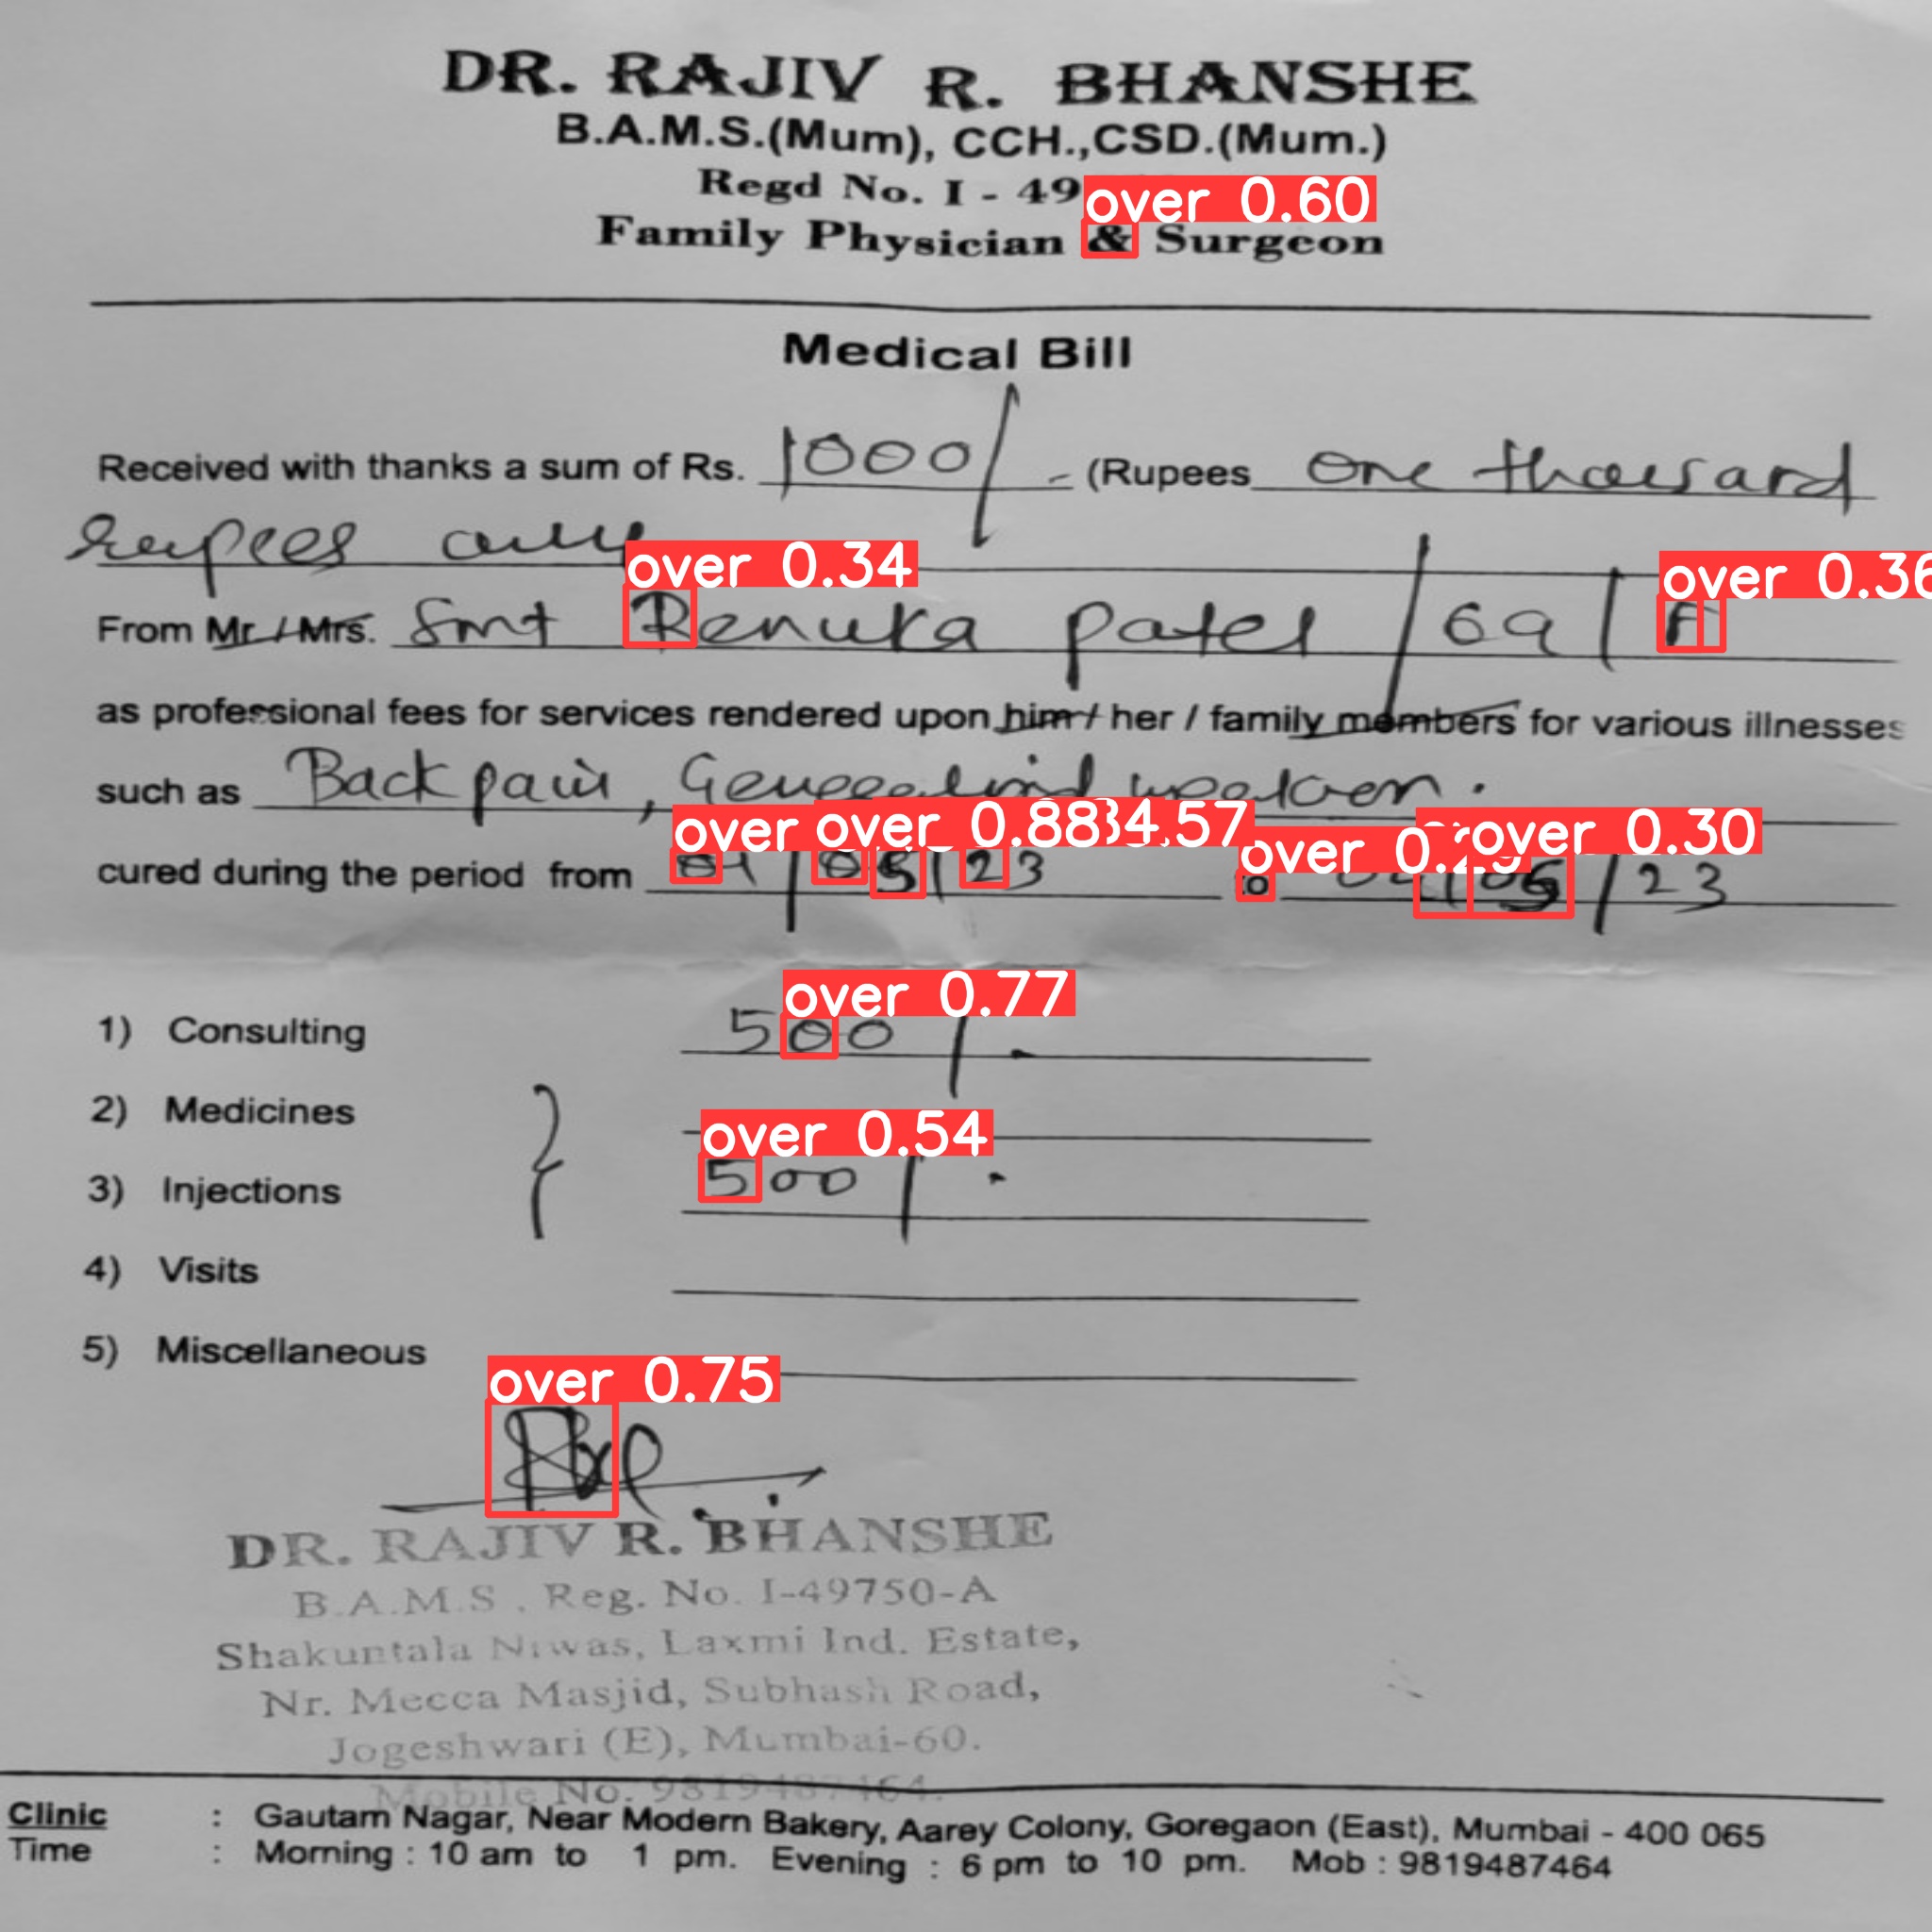 DR. RAJIV R. BHANSHE
B.A.M.S.(Mum), CCH.,CSD.(Mum.)
Regd No. I - 49
over 0.60
Family Physician & Surgeon
Medical Bill
Received with thanks a sum of Rs. 1000/- (Rupees one thousand
rupees only
over 0.34 over 0.36
From Mr. / Mrs. Smt Renuka patel / 69 / F
as professional fees for services rendered upon him / her / family members for various illnesses
such as Back pain,
over over 0.88 .57 over over 0.30
cured during the period from 01/05/23 to /05/23
over 0.77
1) Consulting 500/.
2) Medicines
over 0.54
3) Injections 500/.
4) Visits
5) Miscellaneous
over 0.75
DR. RAJIV R. BHANSHE
B.A.M.S. Reg. No. I-49750-A
Shakuntala Niwas, Laxmi Ind. Estate,
Nr. Mecca Masjid, Subhash Road,
Jogeshwari (E), Mumbai-60.
Mobile No. 9819487464.
Clinic : Gautam Nagar, Near Modern Bakery, Aarey Colony, Goregaon (East), Mumbai - 400 065
Time : Morning : 10 am to 1 pm. Evening : 6 pm to 10 pm. Mob : 9819487464